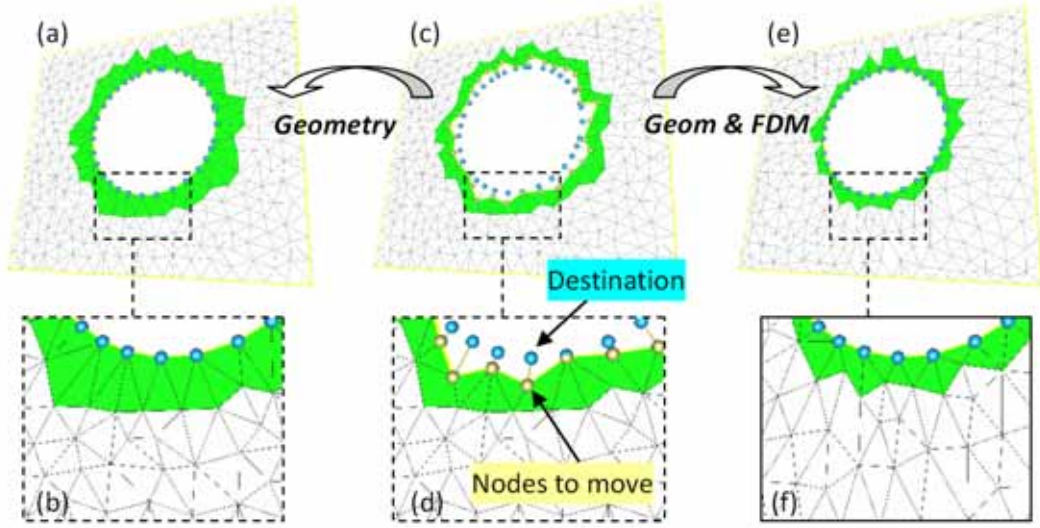 (a)
(c)
(e)
Geometry
Geom & FDM
Destination
Nodes to move
(b)
(d)
(f)